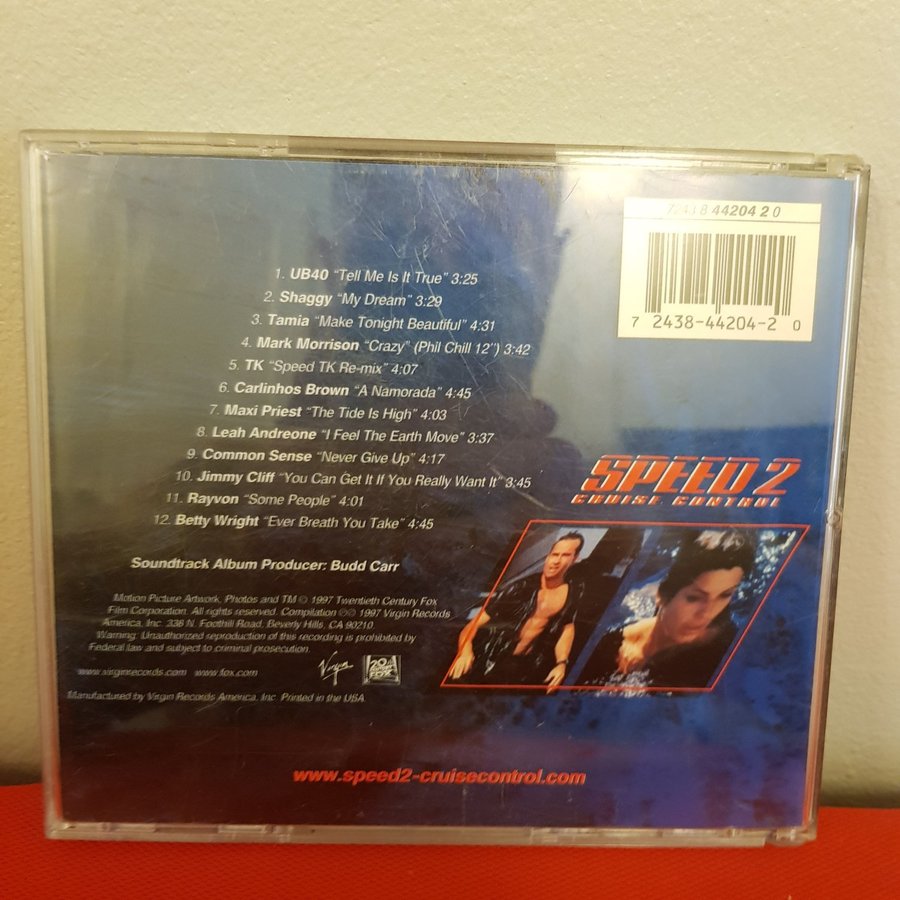 72438 44204 2 0
7 2438-44204-2 0
1. UB40 “Tell Me Is It True” 3:25
2. Shaggy “My Dream” 3:29
3. Tamia “Make Tonight Beautiful” 4:31
4. Mark Morrison “Crazy” (Phil Chill 12") 3:42
5. TK “Speed TK Re-mix” 4:07
6. Carlinhos Brown “A Namorada” 4:45
7. Maxi Priest “The Tide Is High” 4:03
8. Leah Andreone “I Feel The Earth Move” 3:37
9. Common Sense “Never Give Up” 4:17
10. Jimmy Cliff “You Can Get It If You Really Want It” 3:45
11. Rayvon “Some People” 4:01
12. Betty Wright “Ever Breath You Take” 4:45
SPEED 2
CRUISE CONTROL
Soundtrack Album Producer: Budd Carr
Motion Picture Artwork, Photos and TM © 1997 Twentieth Century Fox
Film Corporation. All rights reserved. Compilation ℗© 1997 Virgin Records
America, Inc. 338 N. Foothill Road, Beverly Hills, CA 90210.
Warning: Unauthorized reproduction of this recording is prohibited by
Federal law and subject to criminal prosecution.
www.virginrecords.com www.fox.com
Virgin
20th CENTURY FOX
Manufactured by Virgin Records America, Inc. Printed in the USA
www.speed2-cruisecontrol.com